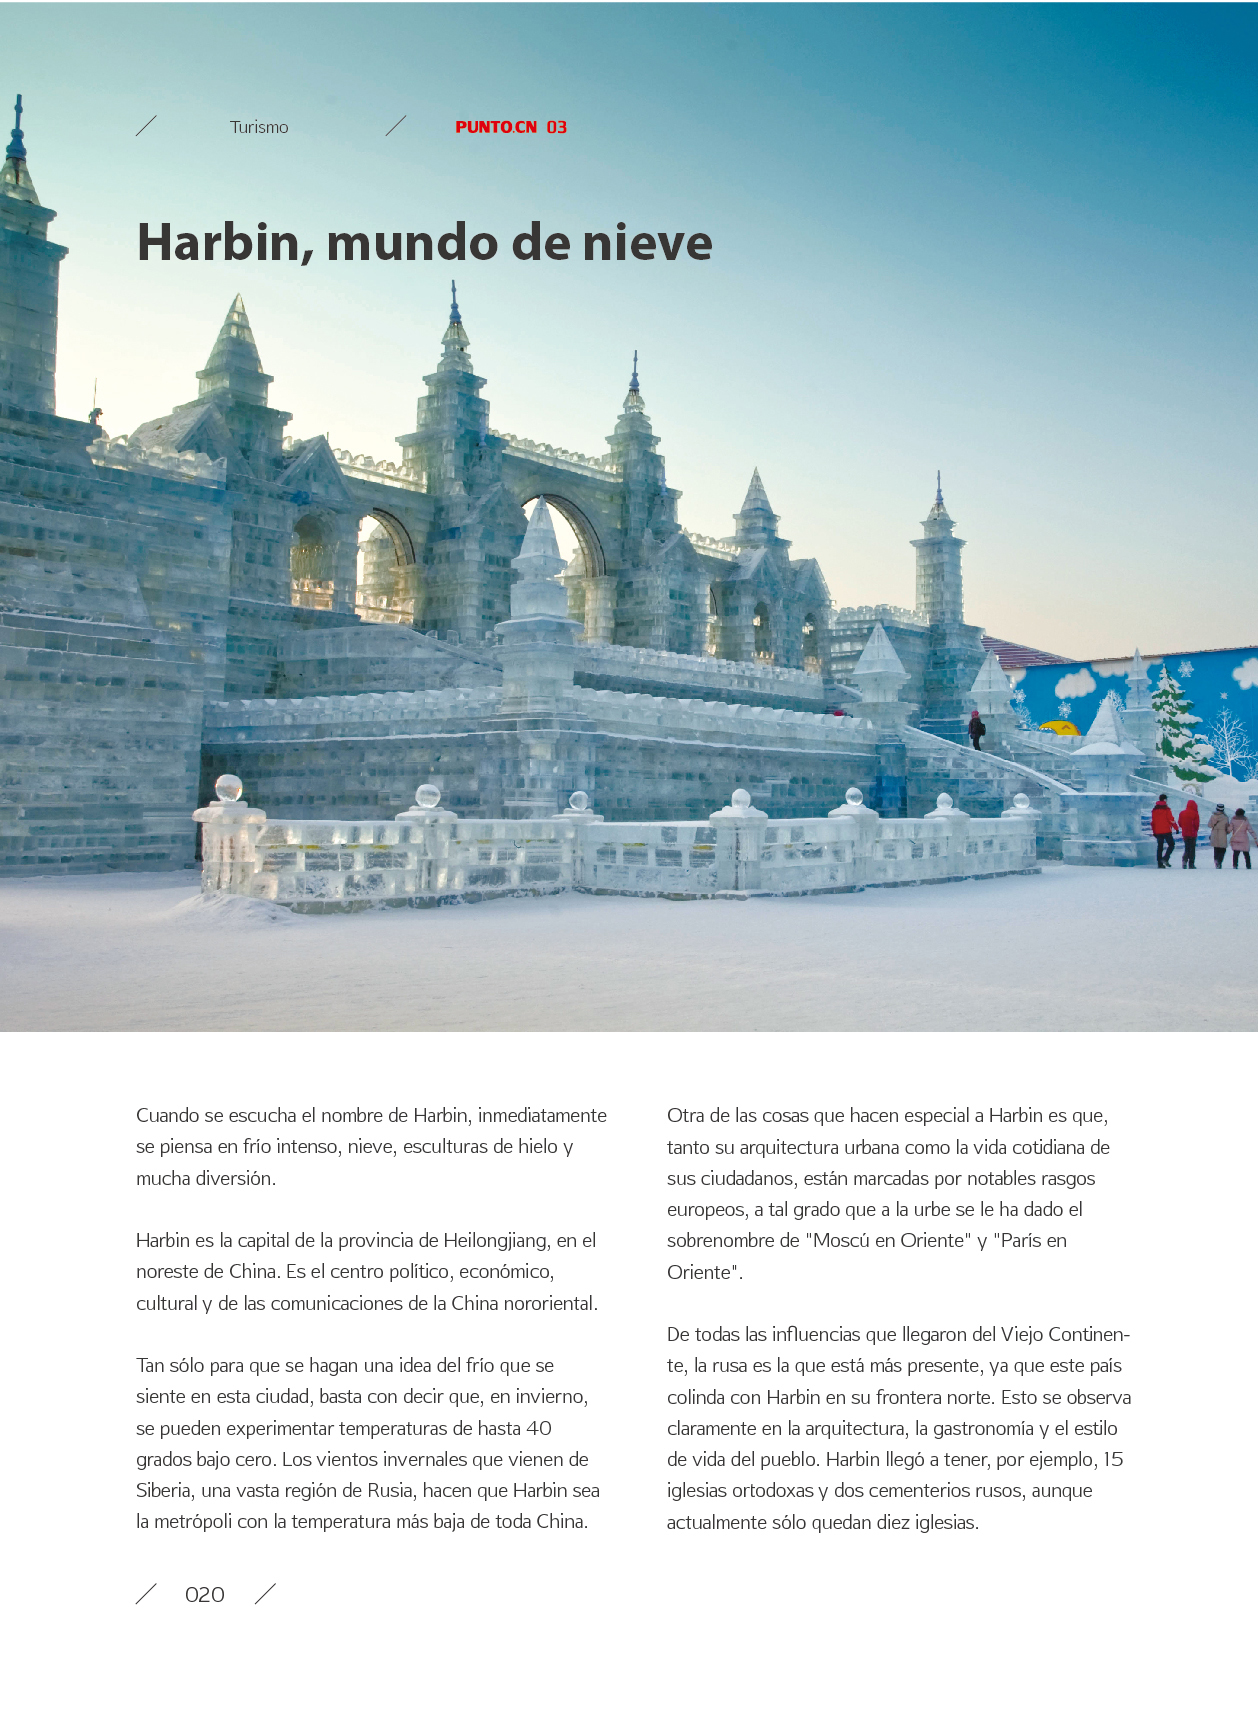 Turismo
PUNTO.CN 03
Harbin, mundo de nieve
Cuando se escucha el nombre de Harbin, inmediatamente
se piensa en frío intenso, nieve, esculturas de hielo y
mucha diversión.
Harbin es la capital de la provincia de Heilongjiang, en el
noreste de China. Es el centro político, económico,
cultural y de las comunicaciones de la China nororiental.
Tan sólo para que se hagan una idea del frío que se
siente en esta ciudad, basta con decir que, en invierno,
se pueden experimentar temperaturas de hasta 40
grados bajo cero. Los vientos invernales que vienen de
Siberia, una vasta región de Rusia, hacen que Harbin sea
la metrópoli con la temperatura más baja de toda China.
Otra de las cosas que hacen especial a Harbin es que,
tanto su arquitectura urbana como la vida cotidiana de
sus ciudadanos, están marcadas por notables rasgos
europeos, a tal grado que a la urbe se le ha dado el
sobrenombre de "Moscú en Oriente" y "París en
Oriente".
De todas las influencias que llegaron del Viejo Continen-
te, la rusa es la que está más presente, ya que este país
colinda con Harbin en su frontera norte. Esto se observa
claramente en la arquitectura, la gastronomía y el estilo
de vida del pueblo. Harbin llegó a tener, por ejemplo, 15
iglesias ortodoxas y dos cementerios rusos, aunque
actualmente sólo quedan diez iglesias.
020